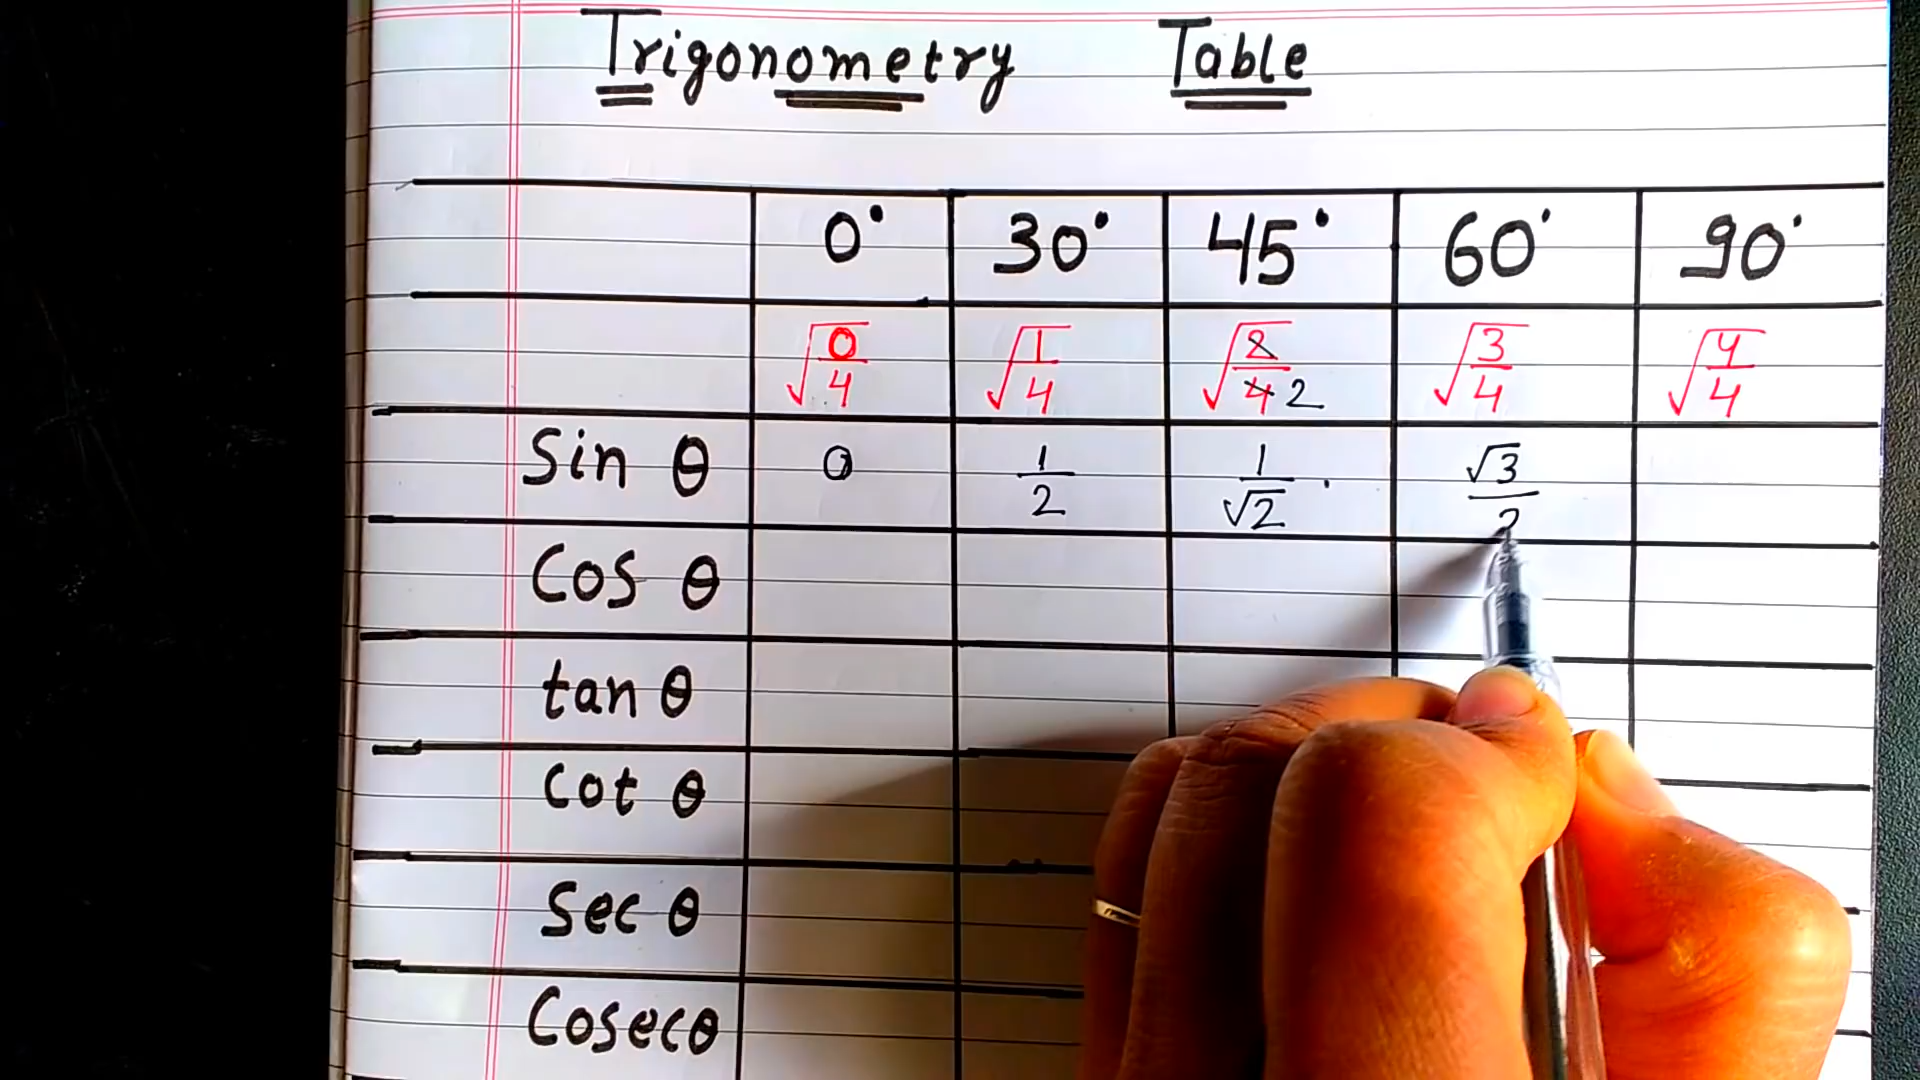 Trigonometry Table
0° 30° 45° 60° 90°
√0/4 √1/4 √2/4 2 √3/4 √4/4
Sin θ 0 1/2 1/√2 . √3/2
Cos θ
tan θ
Cot θ
Sec θ
Cosecθ